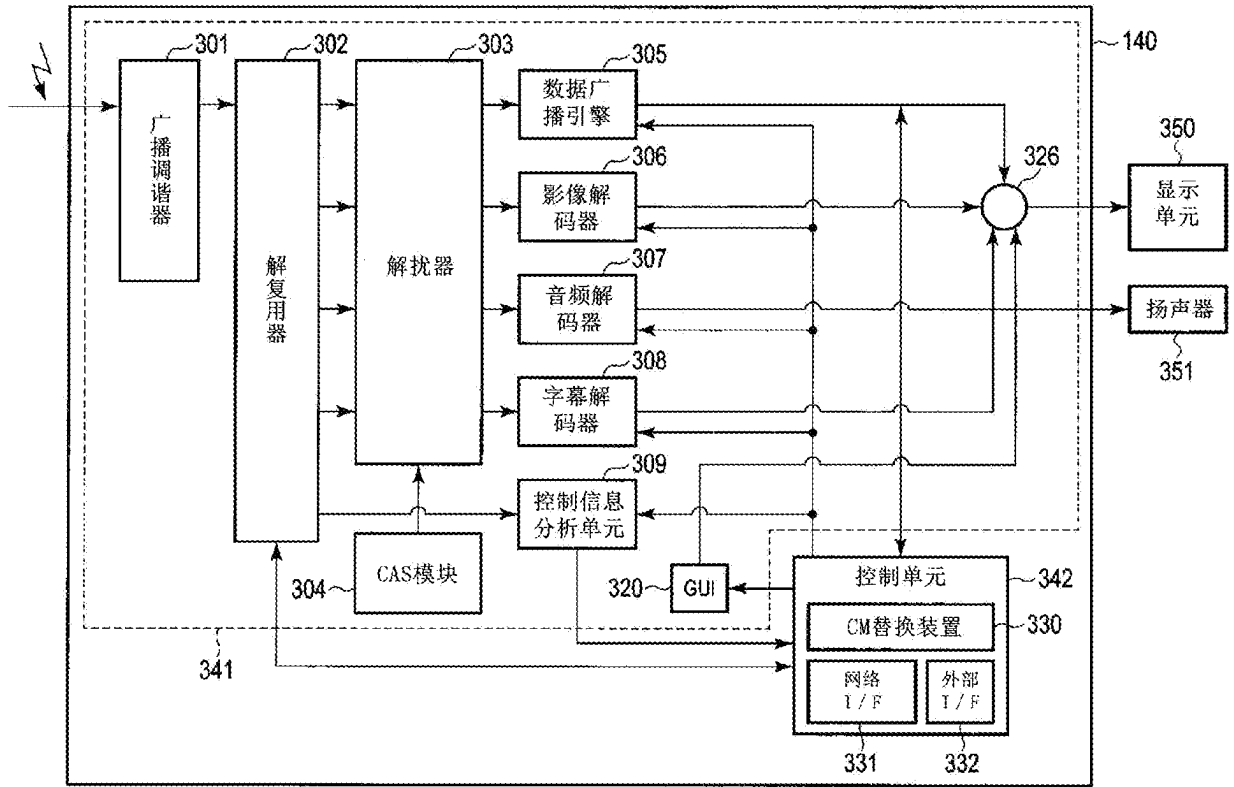 140
301
302
303
305
数据广
播引擎
广播调谐器
306
影像解
码器
326
350
显示
单元
解复用器
解扰器
307
音频解
码器
扬声器
351
308
字幕解
码器
309
控制信息
分析单元
304
CAS模块
320
GUI
控制单元
342
CM替换装置
330
341
网络
I/F
外部
I/F
331
332